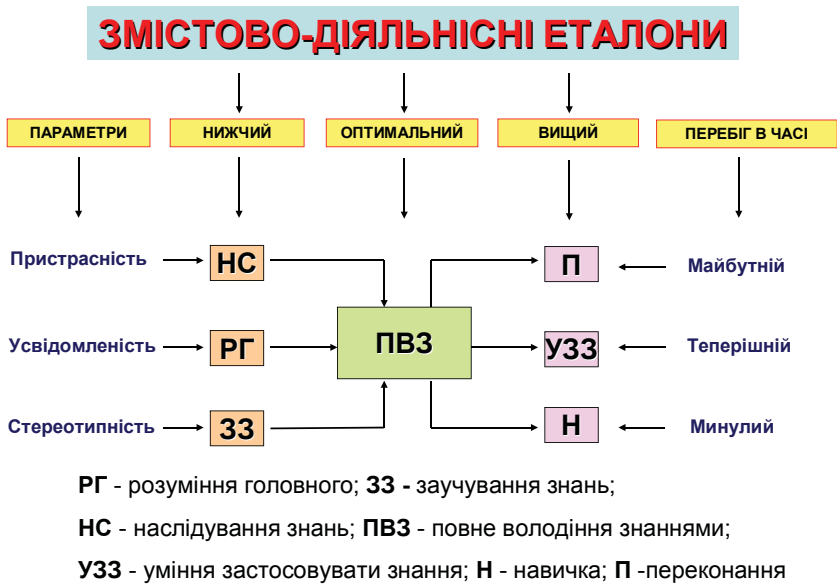 ЗМІСТОВО-ДІЯЛЬНІСНІ ЕТАЛОНИ
ПАРАМЕТРИ НИЖЧИЙ ОПТИМАЛЬНИЙ ВИЩИЙ ПЕРЕБІГ В ЧАСІ
Пристрасність НС П Майбутній
Усвідомленість РГ ПВЗ УЗЗ Теперішній
Стереотипність ЗЗ Н Минулий
РГ - розуміння головного; ЗЗ - заучування знань;
НС - наслідування знань; ПВЗ - повне володіння знаннями;
УЗЗ - уміння застосовувати знання; Н - навичка; П -переконання